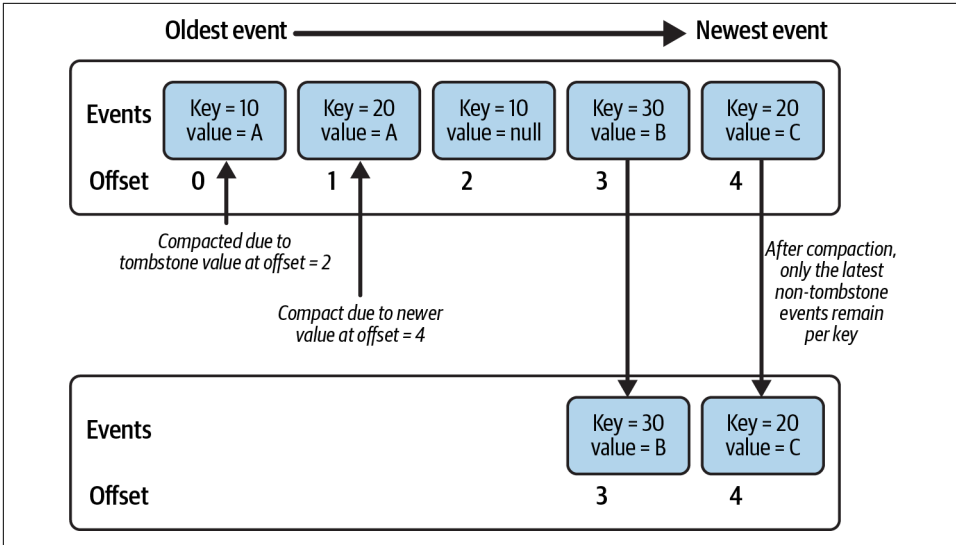 Oldest event Newest event
Events
Key = 10
value = A
Key = 20
value = A
Key = 10
value = null
Key = 30
value = B
Key = 20
value = C
Offset 0 1 2 3 4
Compacted due to
tombstone value at offset = 2
Compact due to newer
value at offset = 4
After compaction,
only the latest
non-tombstone
events remain
per key
Events
Key = 30
value = B
Key = 20
value = C
Offset 3 4